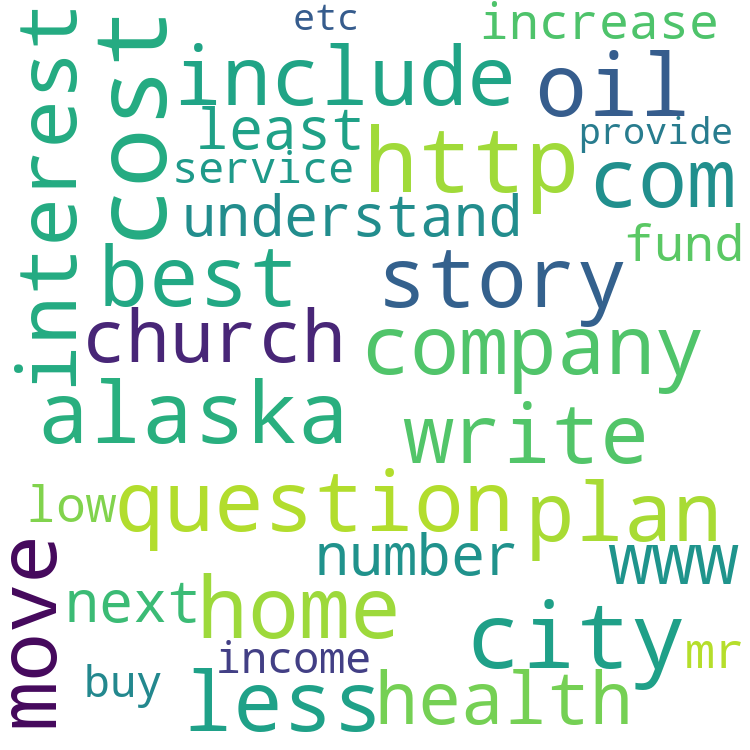 etc
increase
interest
cost
include
oil
least
http
provide
service
com
understand
fund
best
story
church
company
alaska
write
question
plan
low
number
www
move
next
home
city
income
mr
buy
less
health